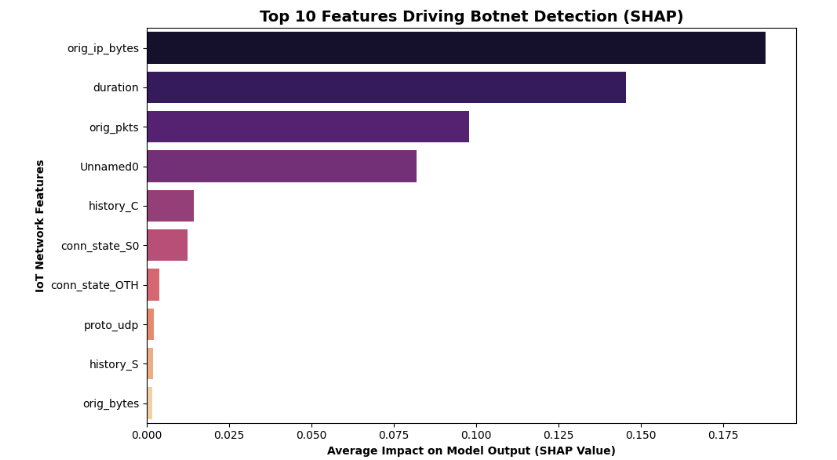 Top 10 Features Driving Botnet Detection (SHAP)
IoT Network Features
orig_ip_bytes
duration
orig_pkts
Unnamed0
history_C
conn_state_S0
conn_state_OTH
proto_udp
history_S
orig_bytes
0.000 0.025 0.050 0.075 0.100 0.125 0.150 0.175
Average Impact on Model Output (SHAP Value)